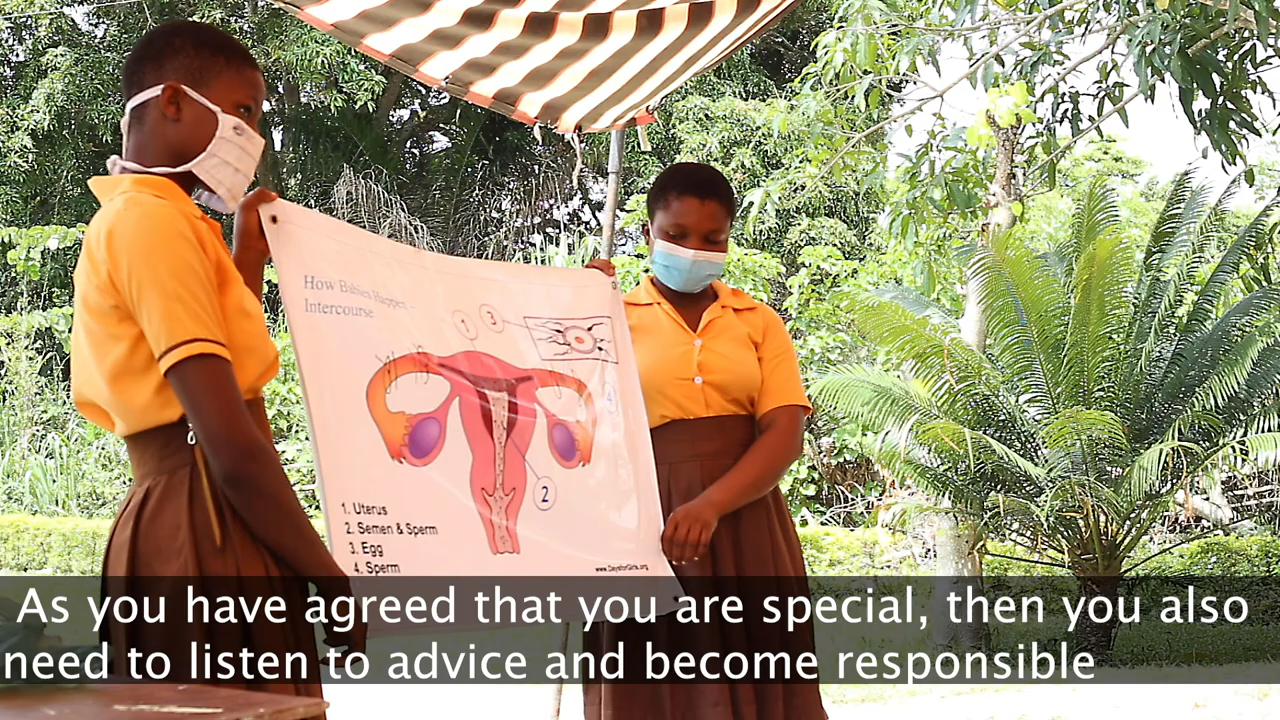 How Babies Happen -
Intercourse
1
3
4
2
1. Uterus
2. Semen & Sperm
3. Egg
4. Sperm
www.DaysforGirls.org
As you have agreed that you are special, then you also
need to listen to advice and become responsible